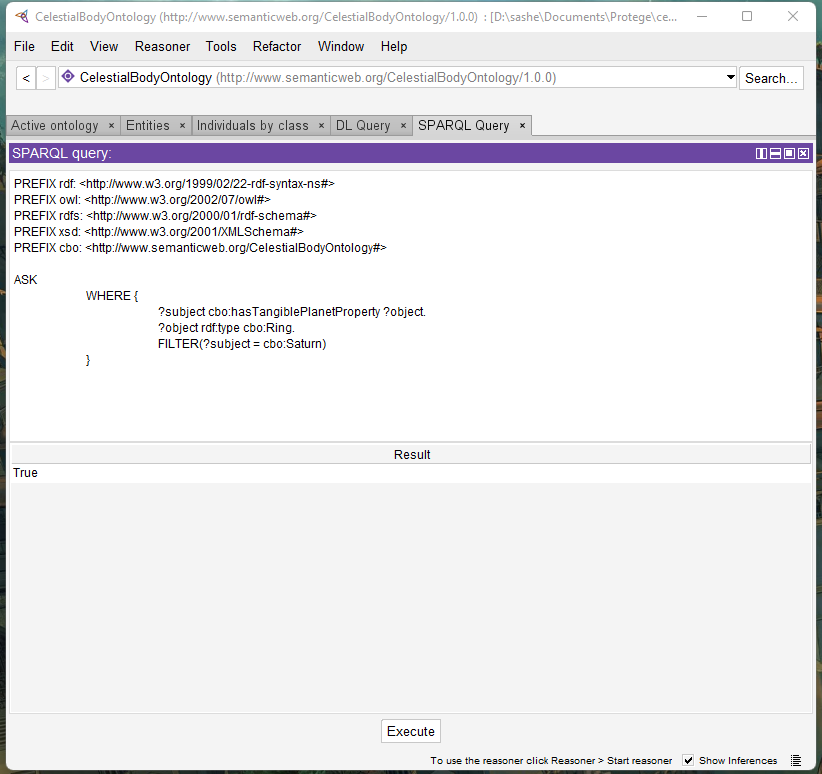 CelestialBodyOntology (http://www.semanticweb.org/CelestialBodyOntology/1.0.0) : [D:\sashe\Documents\Protege\ce...
File Edit View Reasoner Tools Refactor Window Help
< > CelestialBodyOntology (http://www.semanticweb.org/CelestialBodyOntology/1.0.0) Search...
Active ontology × Entities × Individuals by class × DL Query × SPARQL Query ×
SPARQL query:
PREFIX rdf: <http://www.w3.org/1999/02/22-rdf-syntax-ns#>
PREFIX owl: <http://www.w3.org/2002/07/owl#>
PREFIX rdfs: <http://www.w3.org/2000/01/rdf-schema#>
PREFIX xsd: <http://www.w3.org/2001/XMLSchema#>
PREFIX cbo: <http://www.semanticweb.org/CelestialBodyOntology#>
ASK
WHERE {
?subject cbo:hasTangiblePlanetProperty ?object.
?object rdf:type cbo:Ring.
FILTER(?subject = cbo:Saturn)
}
Result
True
Execute
To use the reasoner click Reasoner > Start reasoner Show Inferences